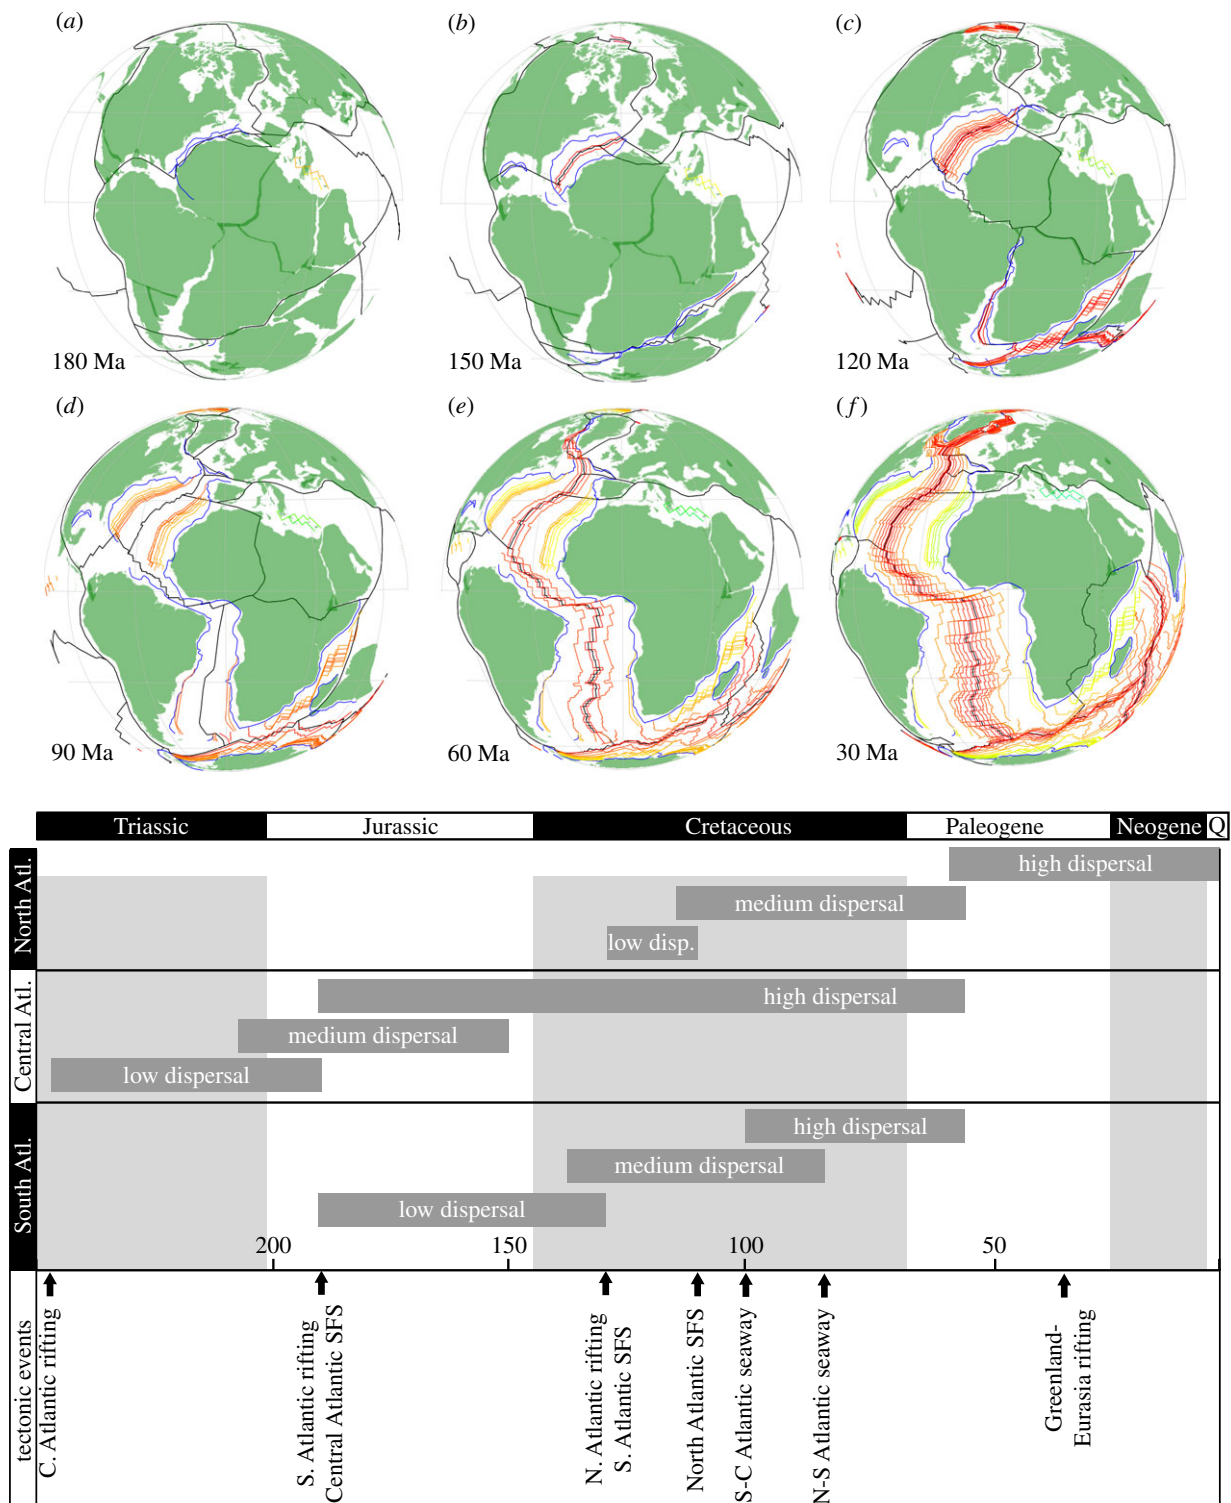 (a)
(b)
(c)
180 Ma
150 Ma
120 Ma
(d)
(e)
(f)
90 Ma
60 Ma
30 Ma
Triassic
Jurassic
Cretaceous
Paleogene
Neogene
Q
North Atl.
high dispersal
medium dispersal
low disp.
Central Atl.
high dispersal
medium dispersal
low dispersal
South Atl.
high dispersal
medium dispersal
low dispersal
200
150
100
50
tectonic events
C. Atlantic rifting
S. Atlantic rifting
Central Atlantic SFS
N. Atlantic rifting
S. Atlantic SFS
North Atlantic SFS
S-C Atlantic seaway
N-S Atlantic seaway
Greenland-
Eurasia rifting